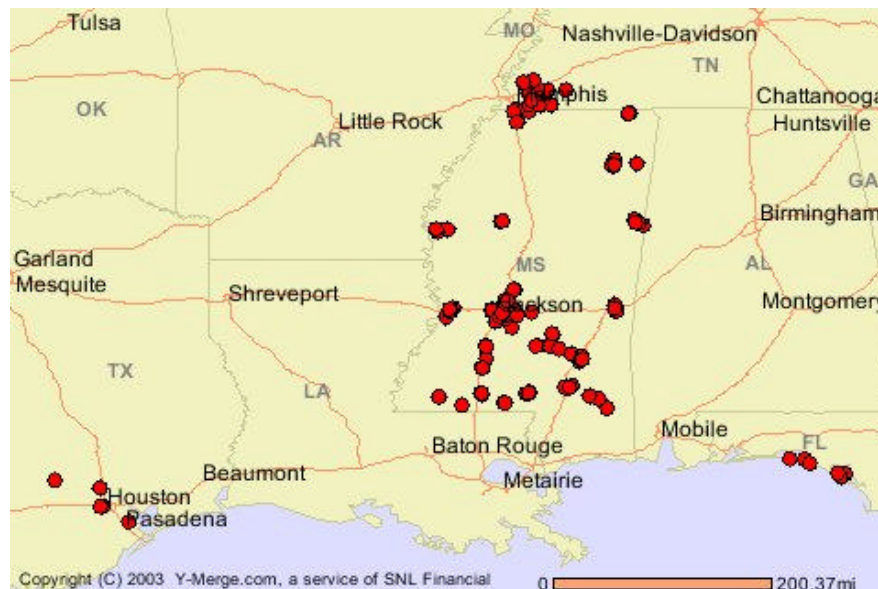 Tulsa
MO
Nashville-Davidson
TN
OK
Memphis
Chattanooga
Little Rock
Huntsville
AR
GA
Birmingham
Garland
MS
AL
Mesquite
Shreveport
Jackson
Montgomery
TX
LA
Mobile
FL
Baton Rouge
Beaumont
Metairie
Houston
Pasadena
Copyright (C) 2003 Y-Merge.com, a service of SNL Financial
0 200.37mi